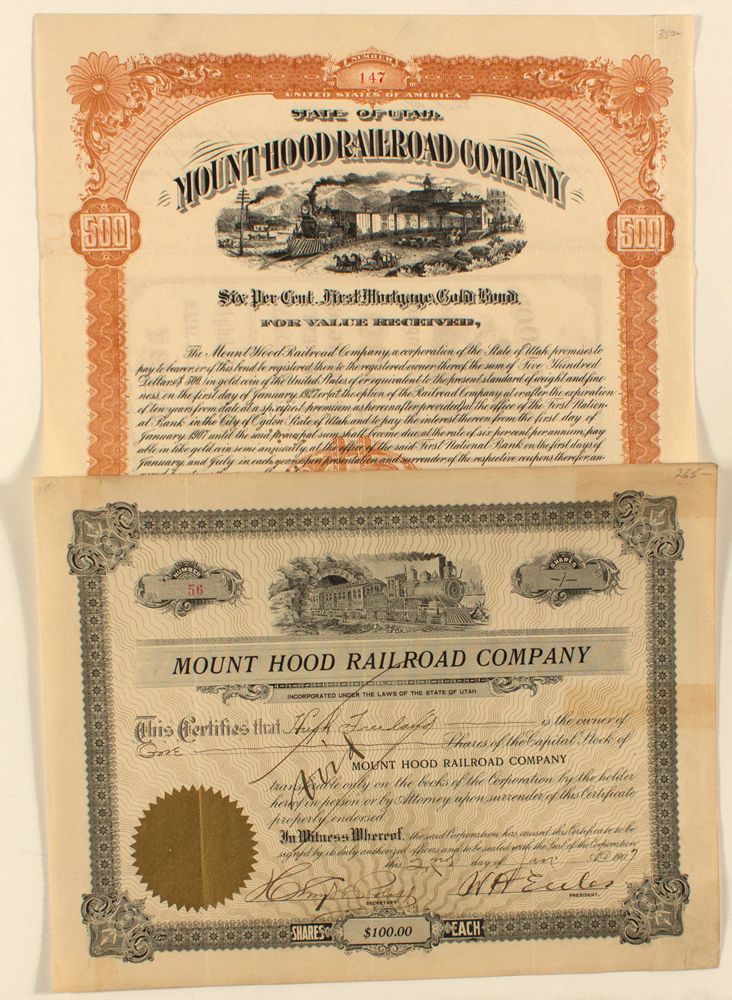 350-
NUMBER
147
UNITED STATES OF AMERICA
STATE OF UTAH.
MOUNT HOOD RAILROAD COMPANY
500 500
Six Per Cent. First Mortgage Gold Bond
FOR VALUE RECEIVED,
The Mount Hood Railroad Company, a corporation of the State of Utah, promises to
pay to bearer, or if this bond be registered then to the registered owner thereof, the sum of Five Hundred
Dollars $500, in gold coin of the United States of or equivalent to the present standard of weight and fine
ness, on the first day of January 1927, or (at the option of the Railroad Company at or after the expiration
of ten years from date at a specified premium as hereinafter provided) at the office of the First Nation-
al Bank in the City of Ogden State of Utah, and to pay the interest thereon from the first day of
January 1907 until the said principal sum shall become due, at the rate of six per cent per annum, pay
able in like gold coin semi annually, at the office of the said First National Bank on the first days of
January and July in each year, upon presentation and surrender of the respective coupons therefor, an-
265-
NUMBER SHARES
56 -/-
MOUNT HOOD RAILROAD COMPANY
INCORPORATED UNDER THE LAWS OF THE STATE OF UTAH
This Certifies that Hugh Freeland is the owner of
One Shares of the Capital Stock of
MOUNT HOOD RAILROAD COMPANY
transferable only on the books of the Corporation by the holder
hereof in person or by Attorney upon surrender of this Certificate
properly endorsed.
In Witness Whereof, the said Corporation has caused this Certificate to be
signed by its duly authorized officers and to be sealed with the Seal of the Corporation
this 2nd day of Jan A.D. 1907
W H Eccles
SECRETARY PRESIDENT.
SHARES $100.00 EACH